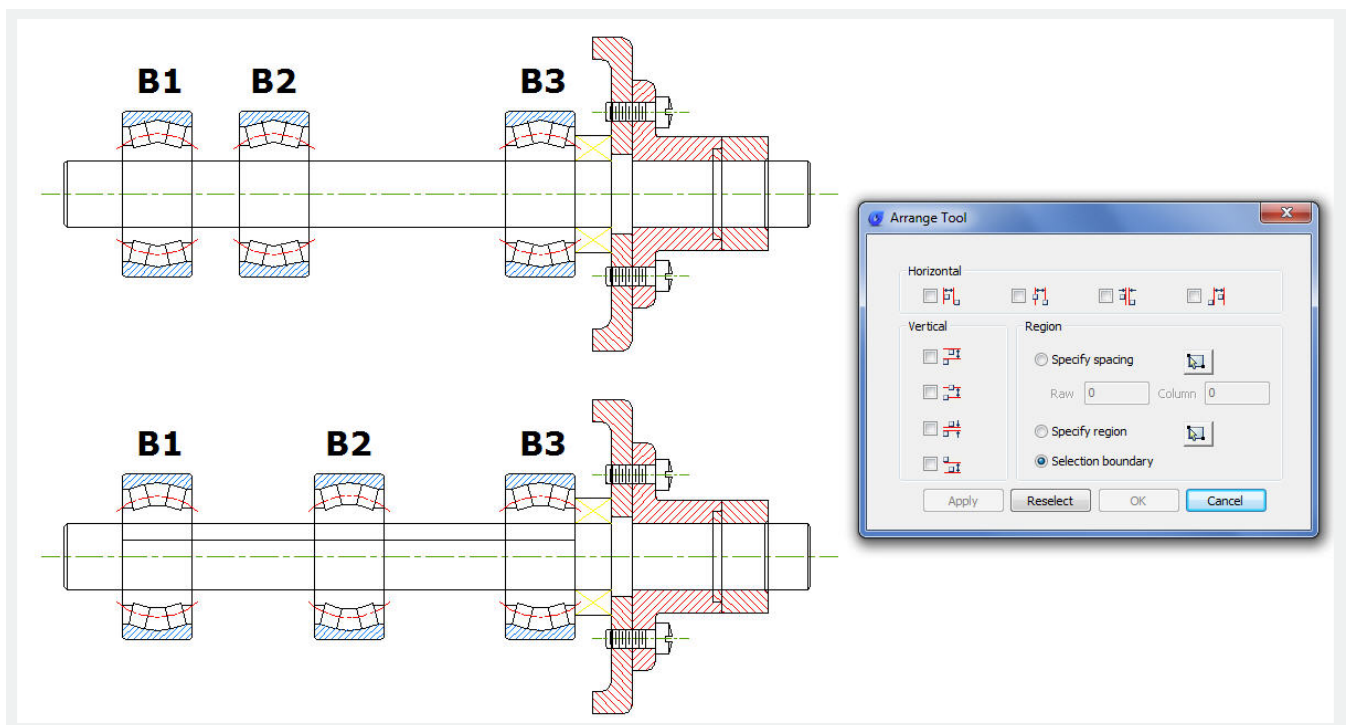 B1 B2 B3
B1 B2 B3
Arrange Tool
Horizontal
Vertical
Region
Specify spacing
Raw 0 Column 0
Specify region
Selection boundary
Apply Reselect OK Cancel